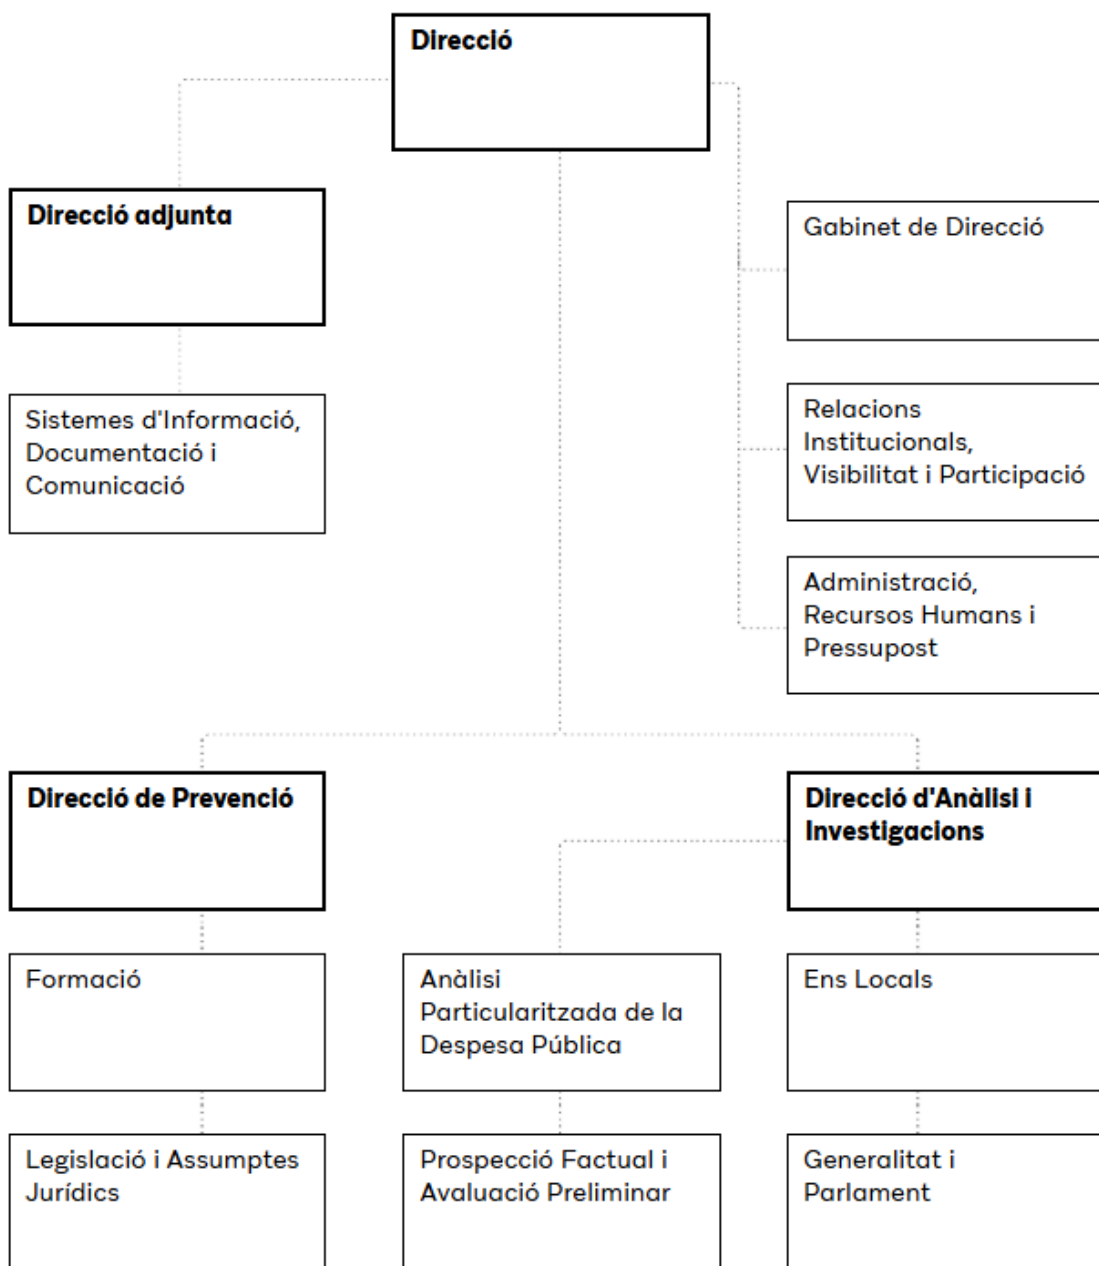 Direcció
Direcció adjunta
Gabinet de Direcció
Sistemes d'Informació,
Documentació i
Comunicació
Relacions
Institucionals,
Visibilitat i Participació
Administració,
Recursos Humans i
Pressupost
Direcció de Prevenció
Direcció d'Anàlisi i
Investigacions
Formació
Anàlisi
Particularitzada de la
Despesa Pública
Ens Locals
Legislació i Assumptes
Jurídics
Prospecció Factual i
Avaluació Preliminar
Generalitat i
Parlament